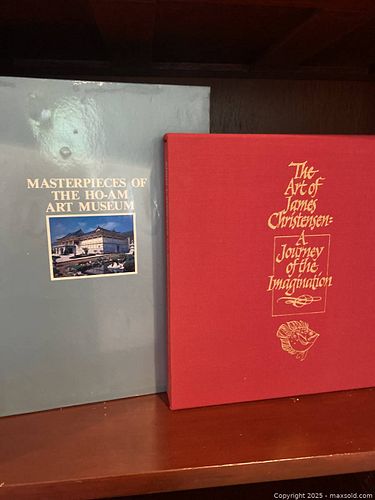 MASTERPIECES OF
THE HO-AM
ART MUSEUM
The
Art of
James
Christensen:
A
Journey
of the
Imagination
Copyright 2025 - maxsold.com